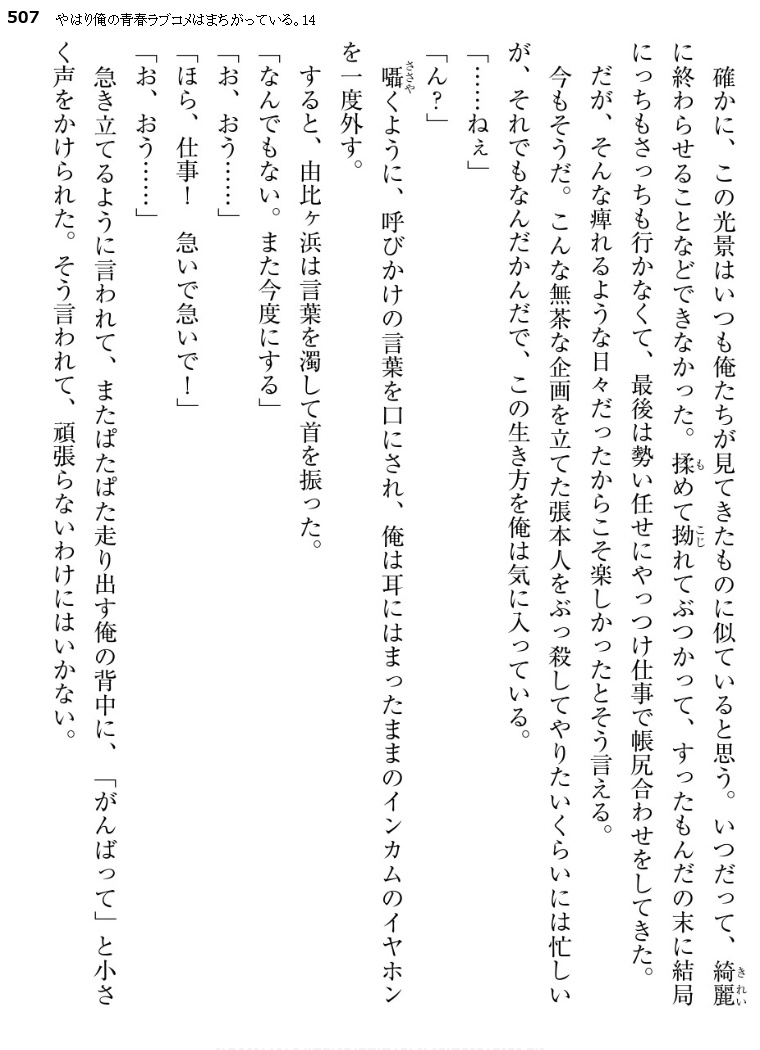 507 やはり俺の青春ラブコメはまちがっている。14
確かに、この光景はいつも俺たちが見てきたものに似ていると思う。いつだって、綺麗
に終わらせることなどできなかった。揉めて拗れてぶつかって、すったもんだの末に結局
にっちもさっちも行かなくて、最後は勢い任せにやっつけ仕事で帳尻合わせをしてきた。
だが、そんな痺れるような日々だったからこそ楽しかったとそう言える。
今もそうだ。こんな無茶な企画を立てた張本人をぶっ殺してやりたいくらいには忙しい
が、それでもなんだかんだで、この生き方を俺は気に入っている。
「……ねぇ」
「ん？」
囁くように、呼びかけの言葉を口にされ、俺は耳にはまったままのインカムのイヤホン
を一度外す。
すると、由比ヶ浜は言葉を濁して首を振った。
「なんでもない。また今度にする」
「お、おう……」
「ほら、仕事！　急いで急いで！」
「お、おう……」
急き立てるように言われて、またぱたぱた走り出す俺の背中に、「がんばって」と小さ
く声をかけられた。そう言われて、頑張らないわけにはいかない。